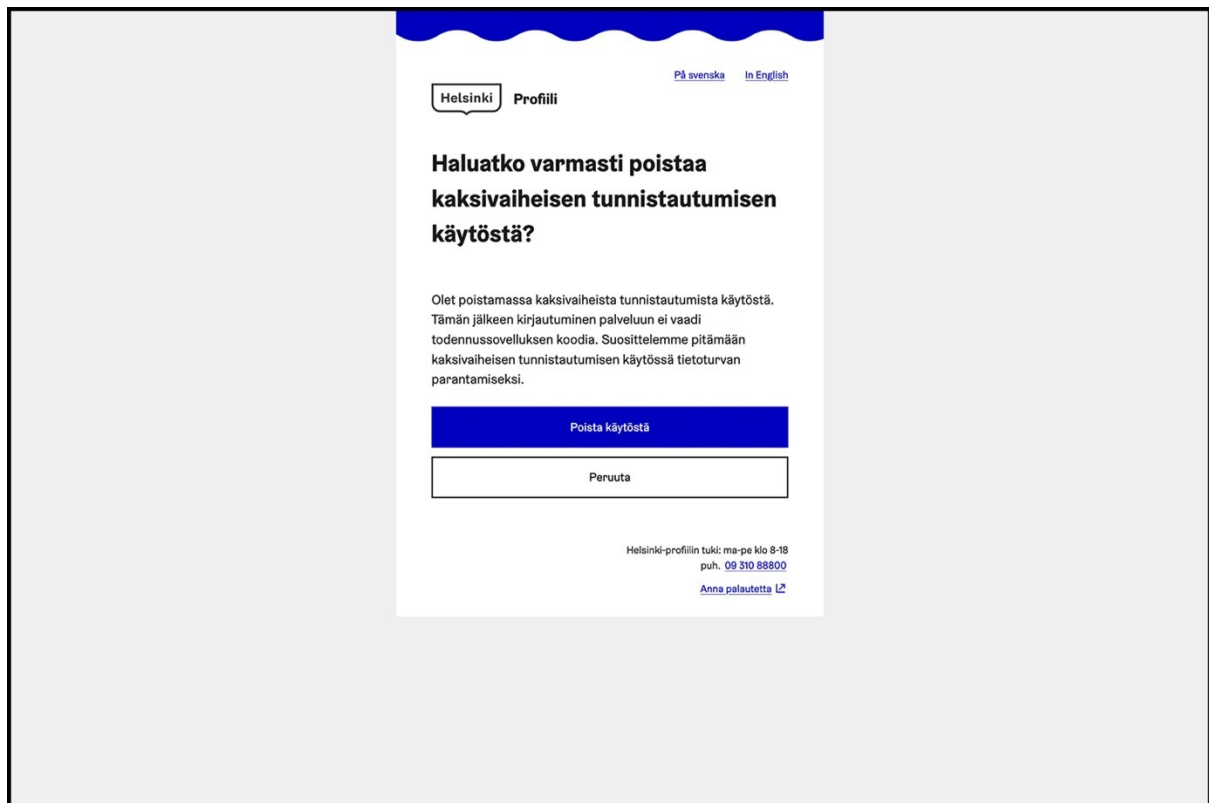 På svenska In English
Helsinki Profiili
Haluatko varmasti poistaa
kaksivaiheisen tunnistautumisen
käytöstä?
Olet poistamassa kaksivaiheista tunnistautumista käytöstä.
Tämän jälkeen kirjautuminen palveluun ei vaadi
todennussovelluksen koodia. Suosittelemme pitämään
kaksivaiheisen tunnistautumisen käytössä tietoturvan
parantamiseksi.
Poista käytöstä
Peruuta
Helsinki-profiilin tuki: ma-pe klo 8-18
puh. 09 310 88800
Anna palautetta